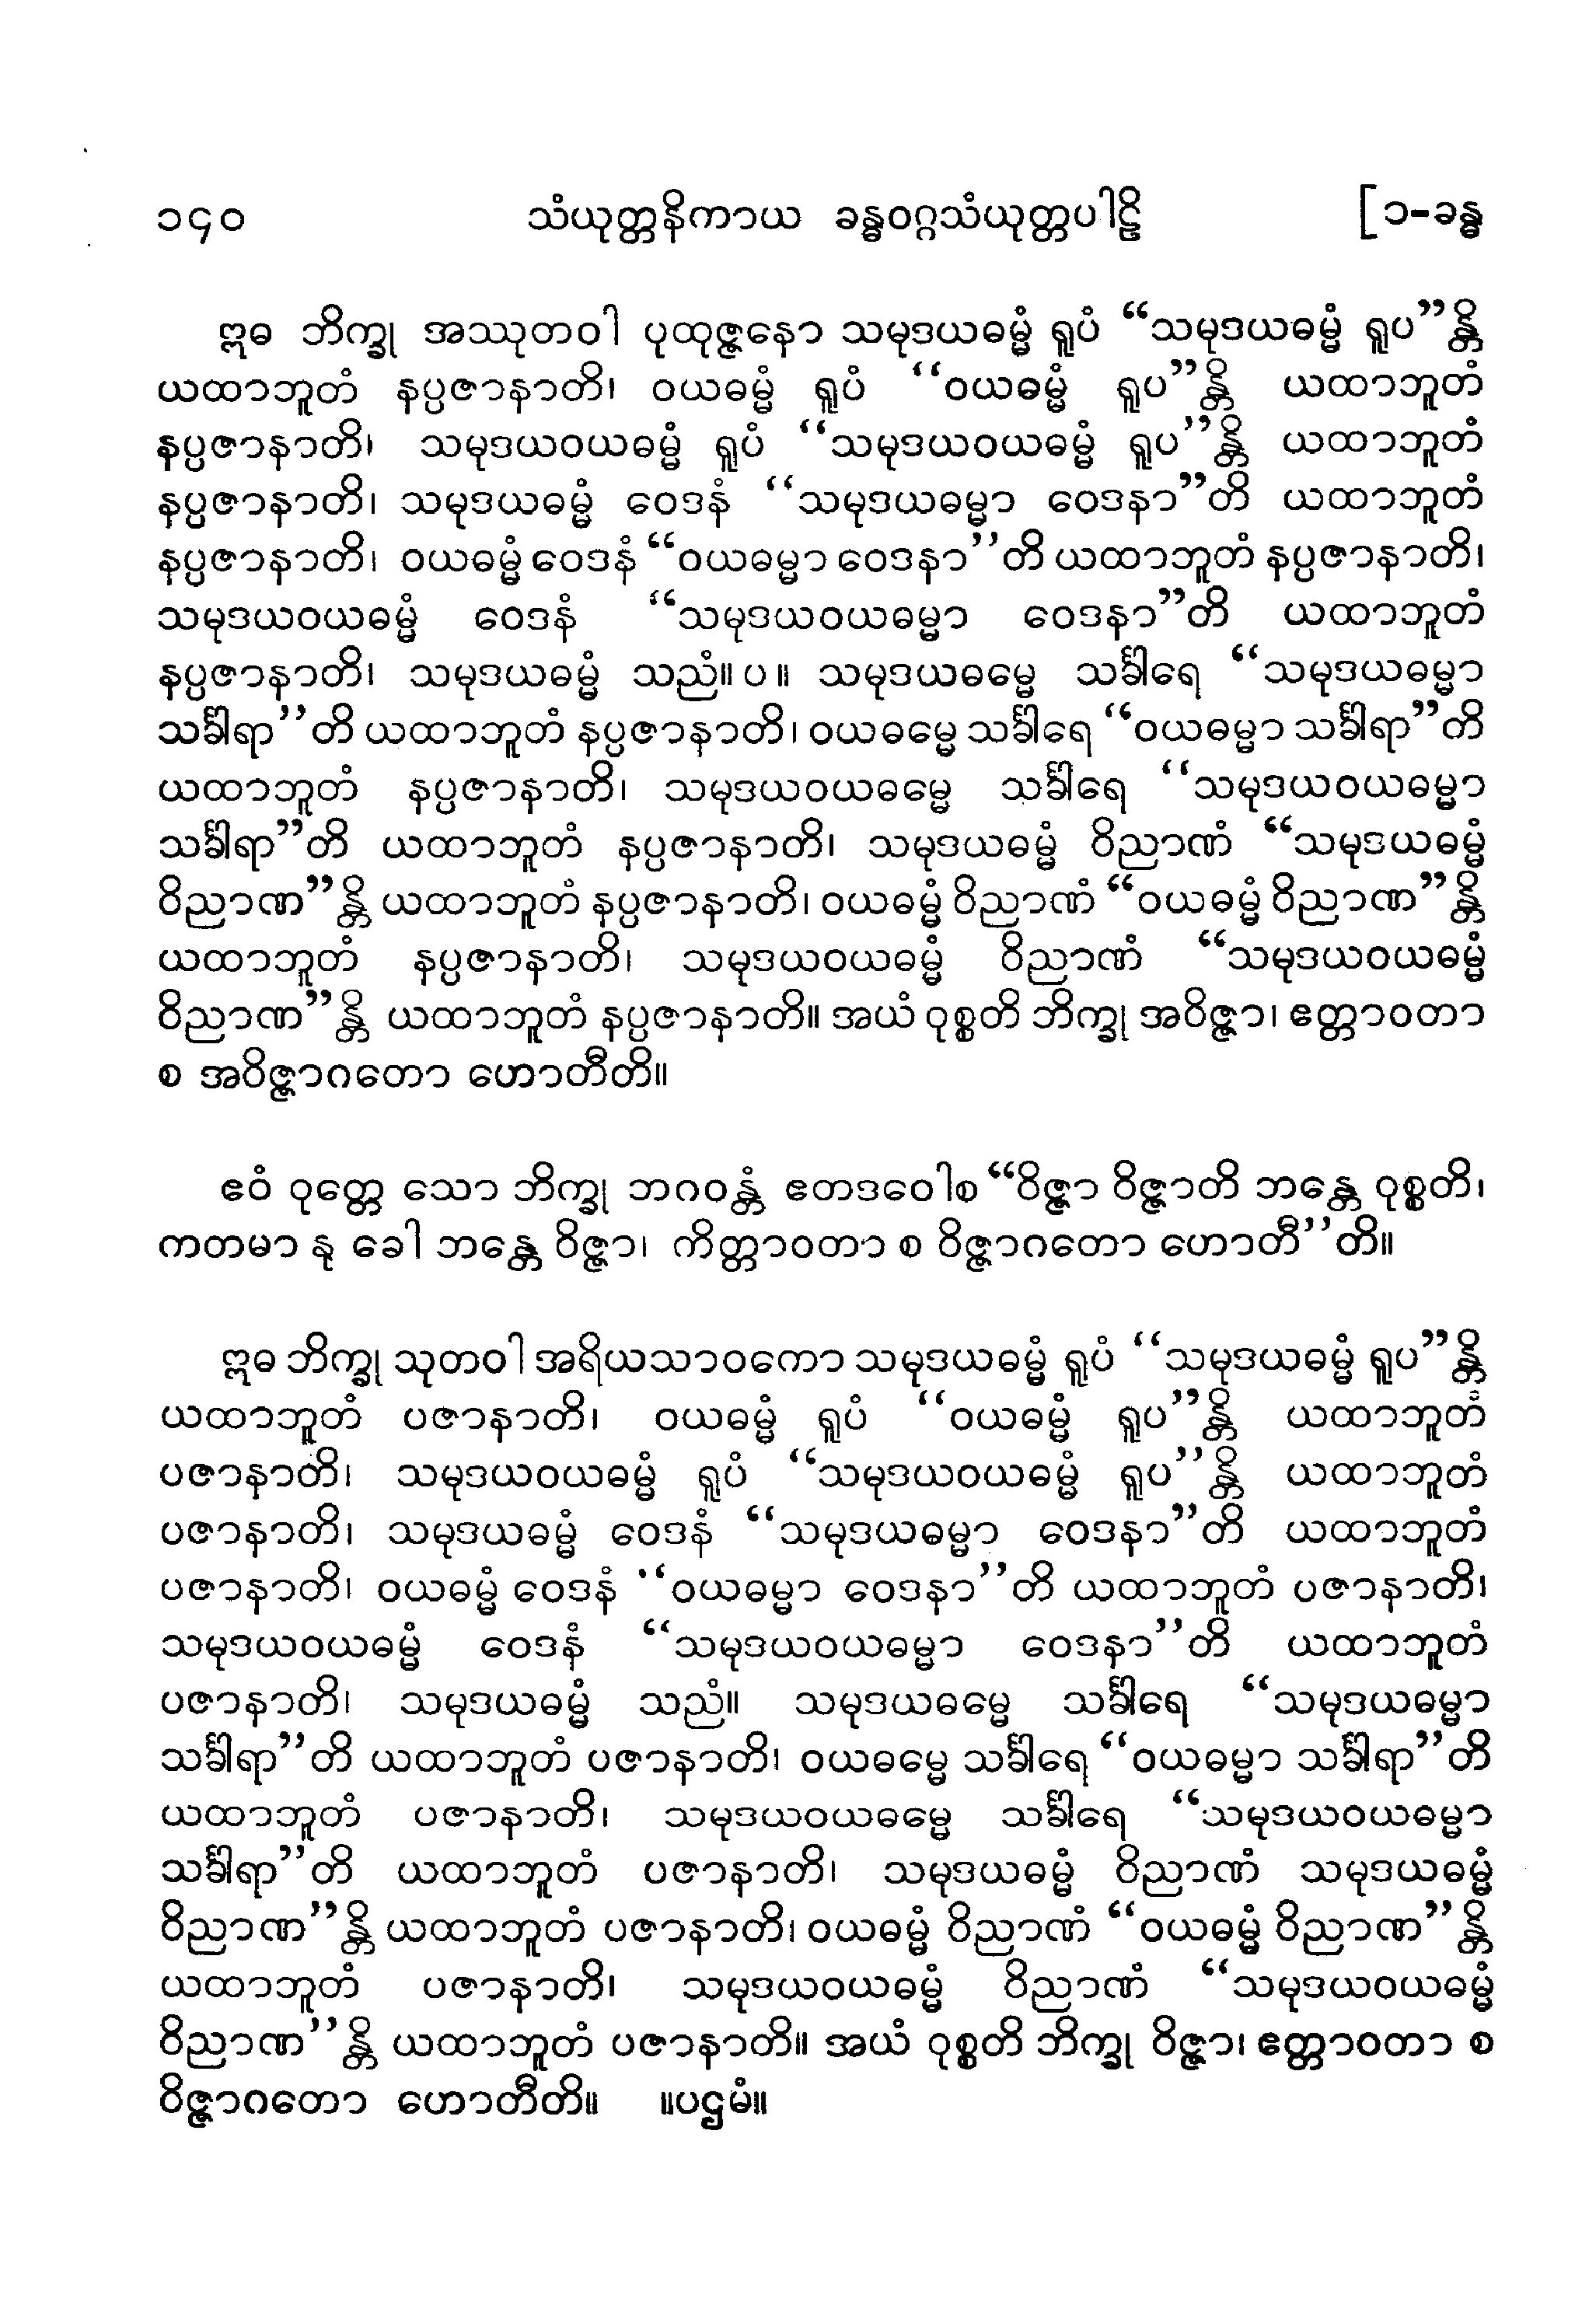 ၁၄၀ သံယုတ္တနိကာယ ခန္ဓဝဂ္ဂသံယုတ္တပါဠိ [၁-ခန္ဓ
ဣဓ ဘိက္ခု အဿုတဝါ ပုထုဇ္ဇနော သမုဒယဓမ္မံ ရူပံ “သမုဒယဓမ္မံ ရူပ”န္တိ
ယထာဘူတံ နပ္ပဇာနာတိ၊ ဝယဓမ္မံ ရူပံ “ဝယဓမ္မံ ရူပ”န္တိ ယထာဘူတံ
နပ္ပဇာနာတိ၊ သမုဒယဝယဓမ္မံ ရူပံ “သမုဒယဝယဓမ္မံ ရူပ”န္တိ ယထာဘူတံ
နပ္ပဇာနာတိ၊ သမုဒယဓမ္မံ ဝေဒနံ “သမုဒယဓမ္မာ ဝေဒနာ”တိ ယထာဘူတံ
နပ္ပဇာနာတိ၊ ဝယဓမ္မံ ဝေဒနံ “ဝယဓမ္မာ ဝေဒနာ”တိ ယထာဘူတံ နပ္ပဇာနာတိ၊
သမုဒယဝယဓမ္မံ ဝေဒနံ “သမုဒယဝယဓမ္မာ ဝေဒနာ”တိ ယထာဘူတံ
နပ္ပဇာနာတိ၊ သမုဒယဓမ္မံ သညံ။ ပ ။ သမုဒယဓမ္မေ သင်္ခါရေ “သမုဒယဓမ္မာ
သင်္ခါရာ”တိ ယထာဘူတံ နပ္ပဇာနာတိ၊ ဝယဓမ္မေ သင်္ခါရေ “ဝယဓမ္မာ သင်္ခါရာ”ကိ
ယထာဘူတံ နပ္ပဇာနာတိ၊ သမုဒယဝယဓမ္မေ သင်္ခါရေ “သမုဒယဝယဓမ္မာ
သင်္ခါရာ”တိ ယထာဘူတံ နပ္ပဇာနာတိ၊ သမုဒယဓမ္မံ ဝိညာဏံ “သမုဒယဓမ္မံ
ဝိညာဏ”န္တိ ယထာဘူတံ နပ္ပဇာနာတိ၊ ဝယဓမ္မံ ဝိညာဏံ “ဝယဓမ္မံ ဝိညာဏ”န္တိ
ယထာဘူတံ နပ္ပဇာနာတိ၊ သမုဒယဝယဓမ္မံ ဝိညာဏံ “သမုဒယဝယဓမ္မံ
ဝိညာဏ”န္တိ ယထာဘူတံ နပ္ပဇာနာတိ။ အယံ ဝုစ္စတိ ဘိက္ခု အဝိဇ္ဇာ၊ ဧတ္တာဝတာ
စ အဝိဇ္ဇာဂတော ဟောတီတိ။
ဧဝံ ဝုတ္တေ သော ဘိက္ခု ဘဂဝန္တံ ဧတဒဝေါစ “ဝိဇ္ဇာ ဝိဇ္ဇာတိ ဘန္တေ ဝုစ္စတိ၊
ကတမာ နု ခေါ ဘန္တေ ဝိဇ္ဇာ၊ ကိတ္တာဝတာ စ ဝိဇ္ဇာဂတော ဟောတီ”တိ။
ဣဓ ဘိက္ခု သုတဝါ အရိယသာဝကော သမုဒယဓမ္မံ ရူပံ “သမုဒယဓမ္မံ ရူပ”န္တိ
ယထာဘူတံ ပဇာနာတိ၊ ဝယဓမ္မံ ရူပံ “ဝယဓမ္မံ ရူပ”န္တိ ယထာဘူတံ
ပဇာနာတိ၊ သမုဒယဝယဓမ္မံ ရူပံ “သမုဒယဝယဓမ္မံ ရူပ”န္တိ ယထာဘူတံ
ပဇာနာတိ၊ သမုဒယဓမ္မံ ဝေဒနံ “သမုဒယဓမ္မာ ဝေဒနာ”တိ ယထာဘူတံ
ပဇာနာတိ၊ ဝယဓမ္မံ ဝေဒနံ “ဝယဓမ္မာ ဝေဒနာ”တိ ယထာဘူတံ ပဇာနာတိ၊
သမုဒယဝယဓမ္မံ ဝေဒနံ “သမုဒယဝယဓမ္မာ ဝေဒနာ”တိ ယထာဘူတံ
ပဇာနာတိ၊ သမုဒယဓမ္မံ သညံ။ သမုဒယဓမ္မေ သင်္ခါရေ “သမုဒယဓမ္မာ
သင်္ခါရာ”တိ ယထာဘူတံ ပဇာနာတိ၊ ဝယဓမ္မေ သင်္ခါရေ “ဝယဓမ္မာ သင်္ခါရာ”တိ
ယထာဘူတံ ပဇာနာတိ၊ သမုဒယဝယဓမ္မေ သင်္ခါရေ “သမုဒယဝယဓမ္မာ
သင်္ခါရာ”တိ ယထာဘူတံ ပဇာနာတိ၊ သမုဒယဓမ္မံ ဝိညာဏံ သမုဒယဓမ္မံ
ဝိညာဏ”န္တိ ယထာဘူတံ ပဇာနာတိ၊ ဝယဓမ္မံ ဝိညာဏံ “ဝယဓမ္မံ ဝိညာဏ”န္တိ
ယထာဘူတံ ပဇာနာတိ၊ သမုဒယဝယဓမ္မံ ဝိညာဏံ “သမုဒယဝယဓမ္မံ
ဝိညာဏ”န္တိ ယထာဘူတံ ပဇာနာတိ။ အယံ ဝုစ္စတိ ဘိက္ခု ဝိဇ္ဇာ၊ ဧတ္တာဝတာ စ
ဝိဇ္ဇာဂတော ဟောတီတိ။ ။ပဌမံ။